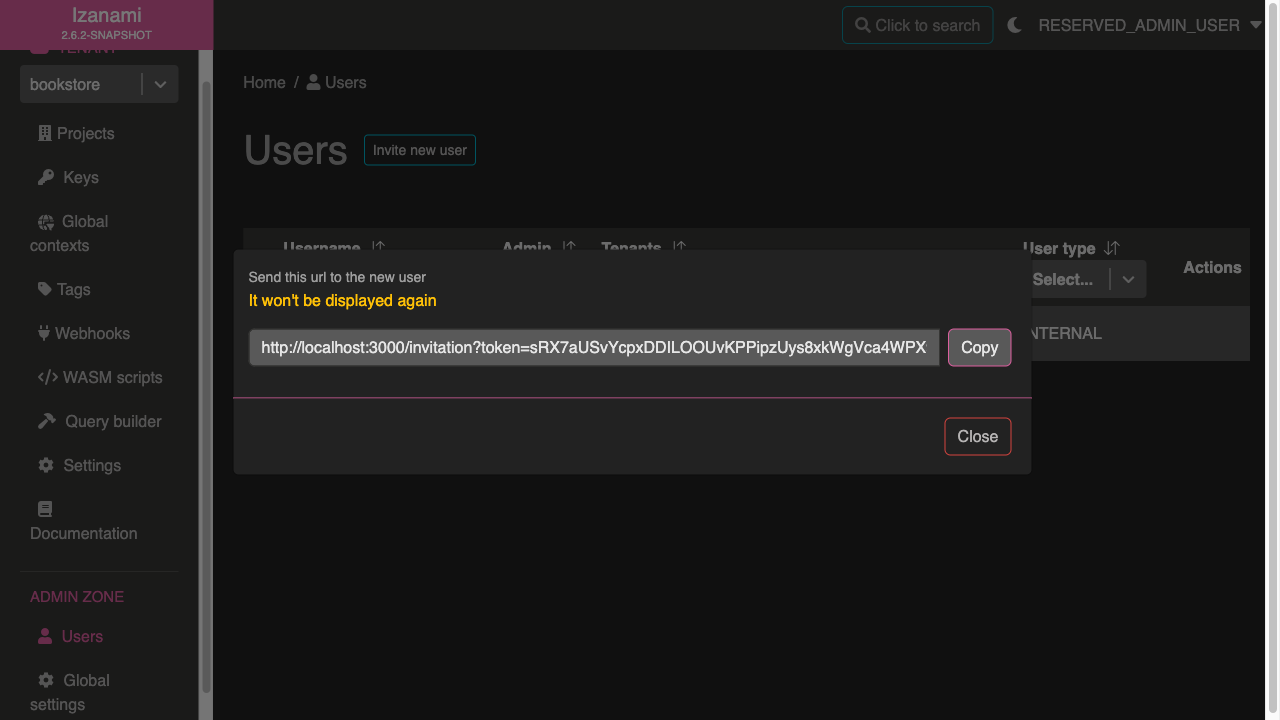 Izanami
2.6.2-SNAPSHOT
Click to search
RESERVED_ADMIN_USER
TENANT
bookstore
Projects
Keys
Global
contexts
Tags
Webhooks
WASM scripts
Query builder
Settings
Documentation
ADMIN ZONE
Users
Global
settings
Home / Users
Users
Invite new user
Username
Admin
Tenants
User type
Select...
Actions
Send this url to the new user
It won't be displayed again
http://localhost:3000/invitation?token=sRX7aUSvYcpxDDILOOUvKPPipzUys8xkWgVca4WPX
Copy
NTERNAL
Close